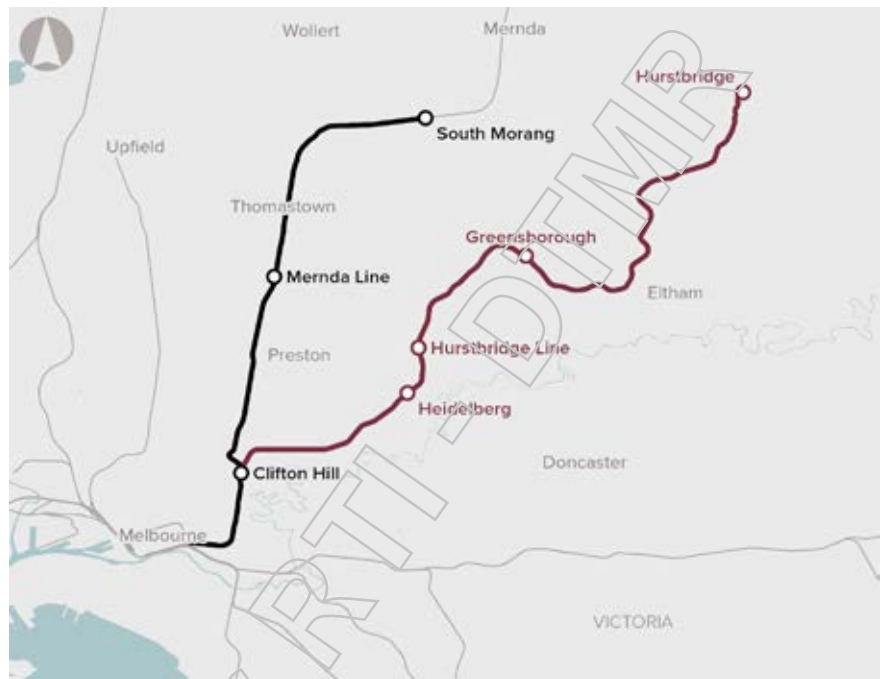 Wollert
Mernda
Hurstbridge
South Morang
Upfield
Thomastown
Greensborough
Mernda Line
Eltham
Preston
Hurstbridge Line
Heidelberg
Doncaster
Clifton Hill
Melbourne
VICTORIA
RTI - DTMR